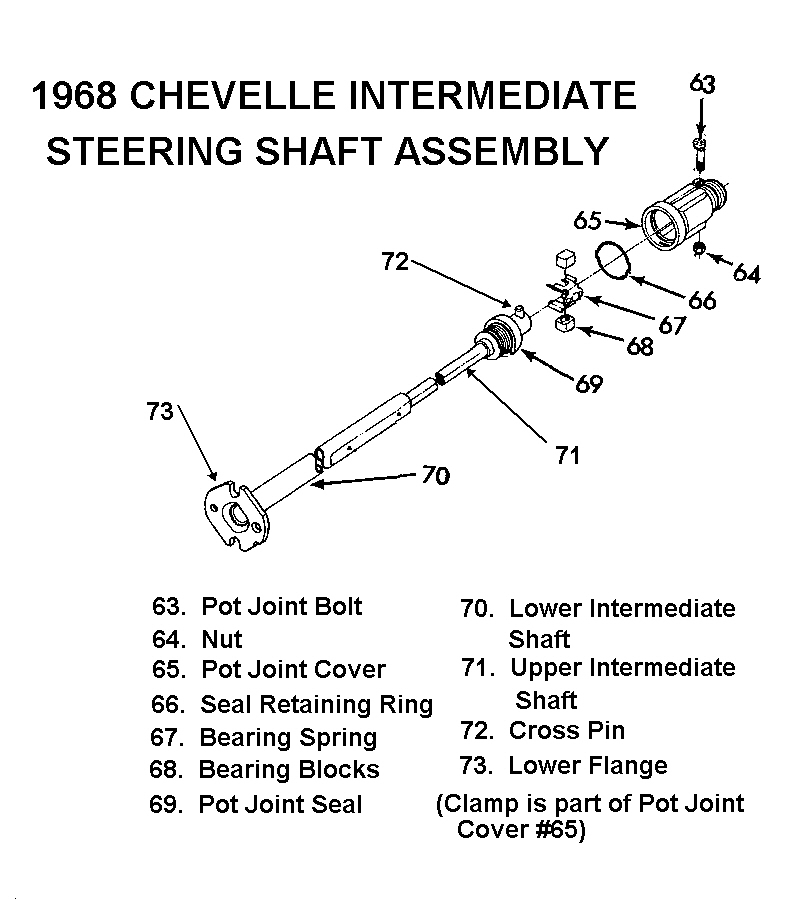 1968 CHEVELLE INTERMEDIATE
STEERING SHAFT ASSEMBLY
63
65
64
72
66
67
68
69
73
71
70
63. Pot Joint Bolt
64. Nut
65. Pot Joint Cover
66. Seal Retaining Ring
67. Bearing Spring
68. Bearing Blocks
69. Pot Joint Seal
70. Lower Intermediate
Shaft
71. Upper Intermediate
Shaft
72. Cross Pin
73. Lower Flange
(Clamp is part of Pot Joint
Cover #65)